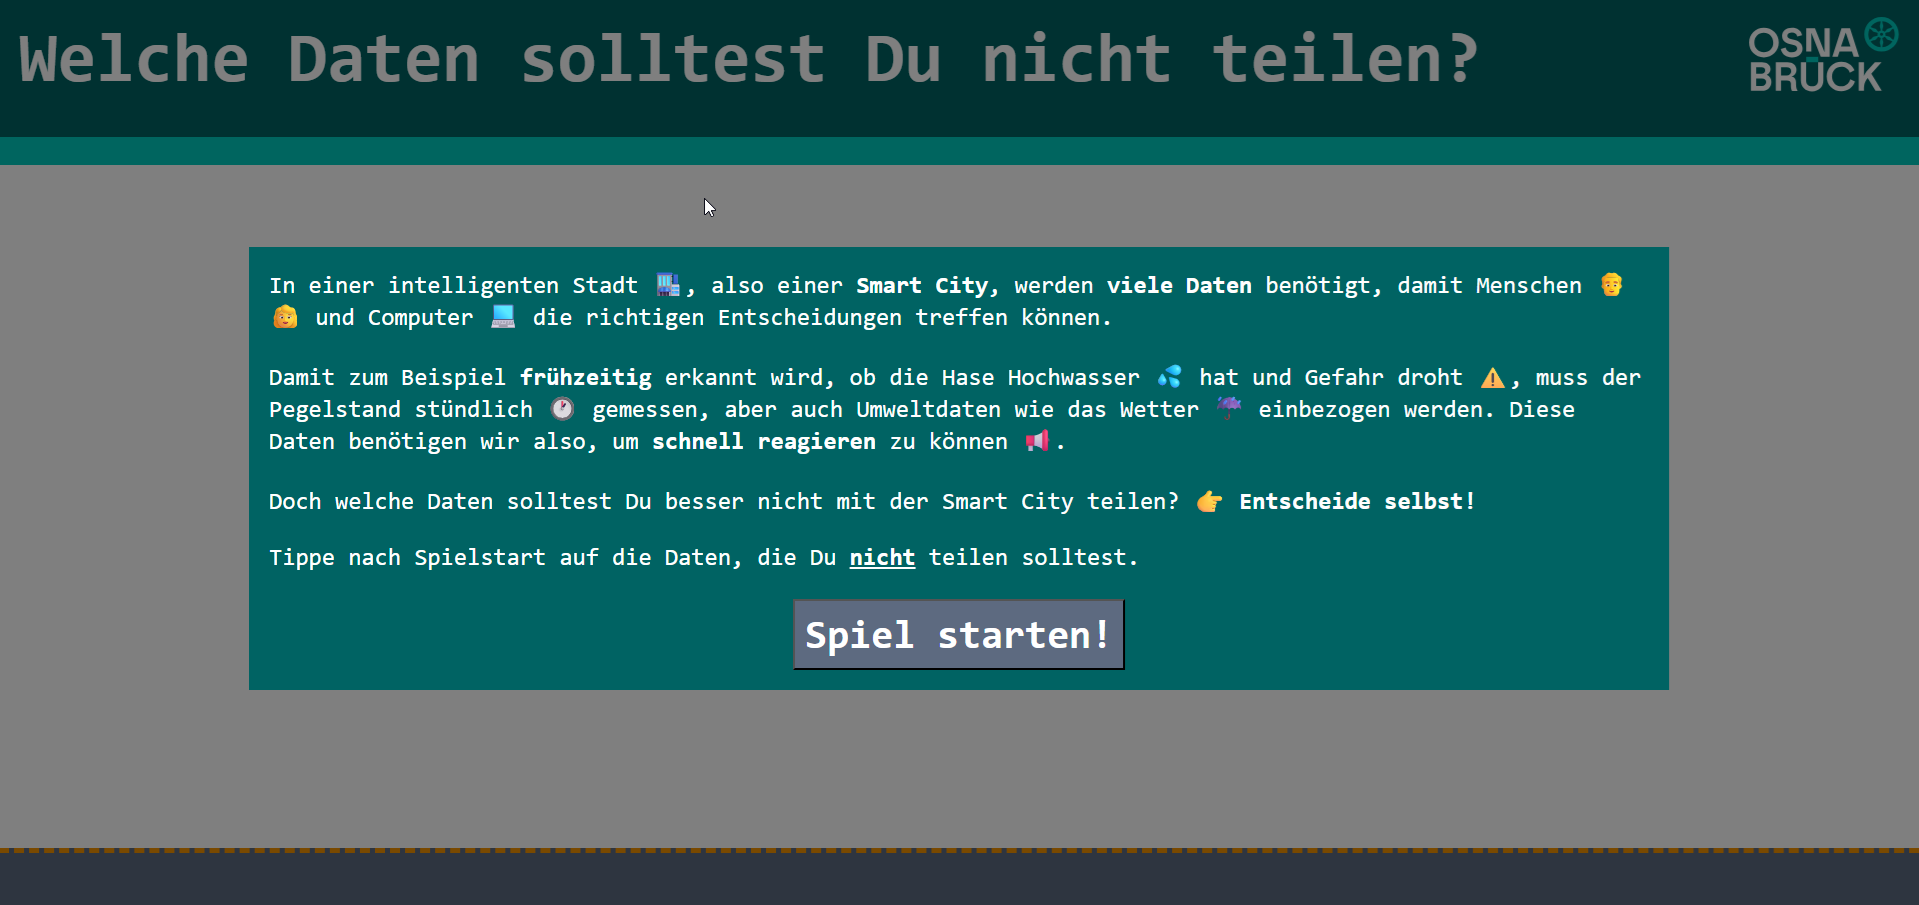 Welche Daten solltest Du nicht teilen?
OSNA
BRÜCK
In einer intelligenten Stadt 🏙️, also einer Smart City, werden viele Daten benötigt, damit Menschen 👨
👩 und Computer 💻 die richtigen Entscheidungen treffen können.
Damit zum Beispiel frühzeitig erkannt wird, ob die Hase Hochwasser 💦 hat und Gefahr droht ⚠️, muss der
Pegelstand stündlich 🕐 gemessen, aber auch Umweltdaten wie das Wetter ☔ einbezogen werden. Diese
Daten benötigen wir also, um schnell reagieren zu können 📢.
Doch welche Daten solltest Du besser nicht mit der Smart City teilen? 👉 Entscheide selbst!
Tippe nach Spielstart auf die Daten, die Du nicht teilen solltest.
Spiel starten!